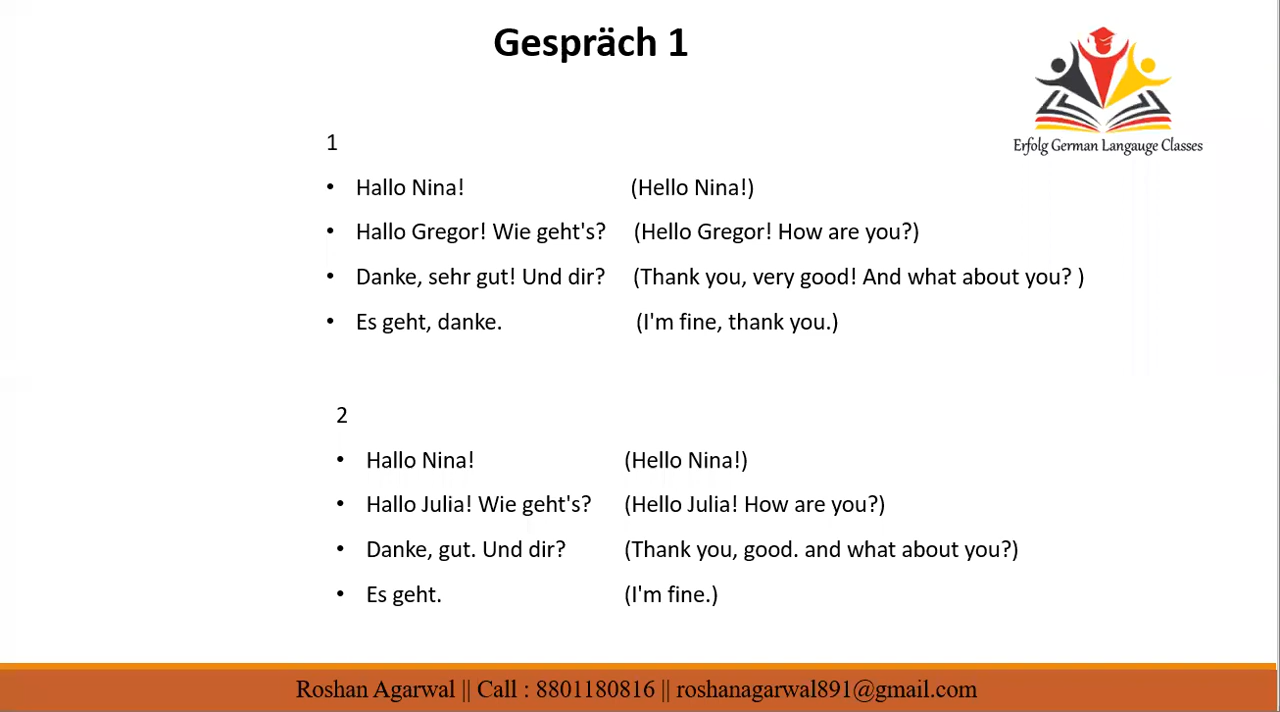 Gespräch 1
Erfolg German Langauge Classes
1
• Hallo Nina! (Hello Nina!)
• Hallo Gregor! Wie geht's? (Hello Gregor! How are you?)
• Danke, sehr gut! Und dir? (Thank you, very good! And what about you? )
• Es geht, danke. (I'm fine, thank you.)
2
• Hallo Nina! (Hello Nina!)
• Hallo Julia! Wie geht's? (Hello Julia! How are you?)
• Danke, gut. Und dir? (Thank you, good. and what about you?)
• Es geht. (I'm fine.)
Roshan Agarwal || Call : 8801180816 || roshanagarwal891@gmail.com